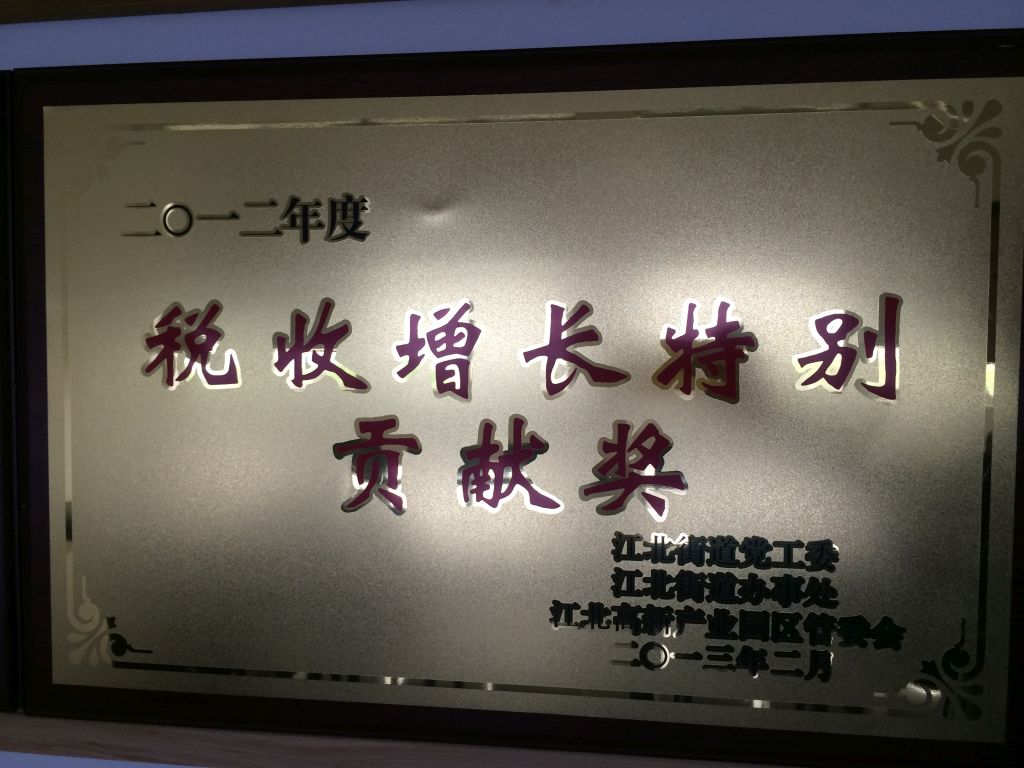 二〇一二年度
税收增长特别
贡献奖
江北街道党工委
江北街道办事处
江北高新产业园区管委会
二〇一三年二月